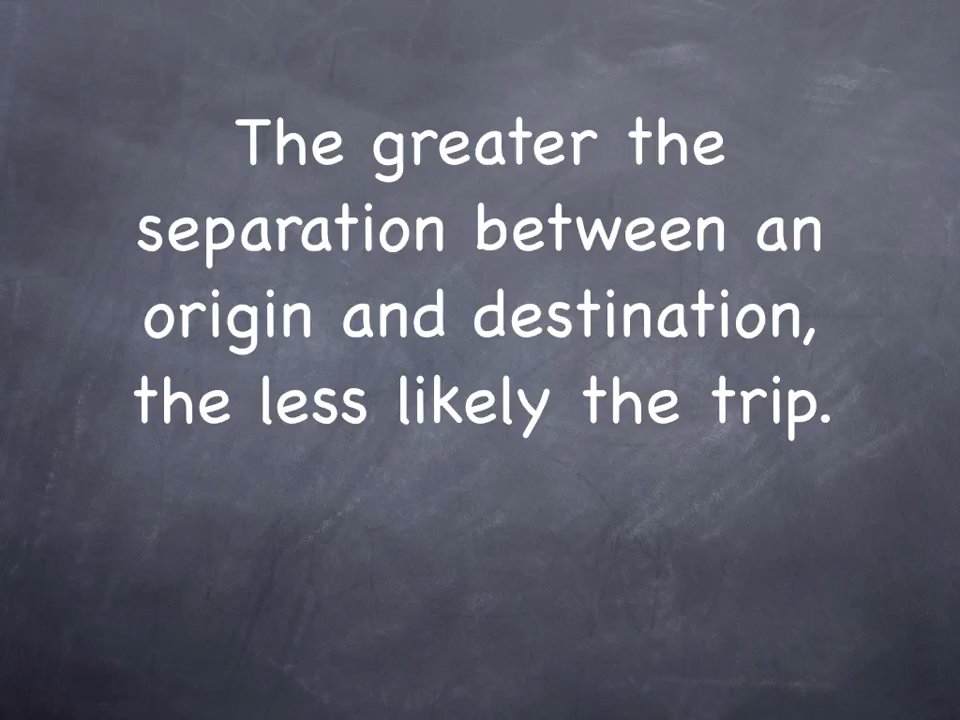 The greater the
separation between an
origin and destination,
the less likely the trip.